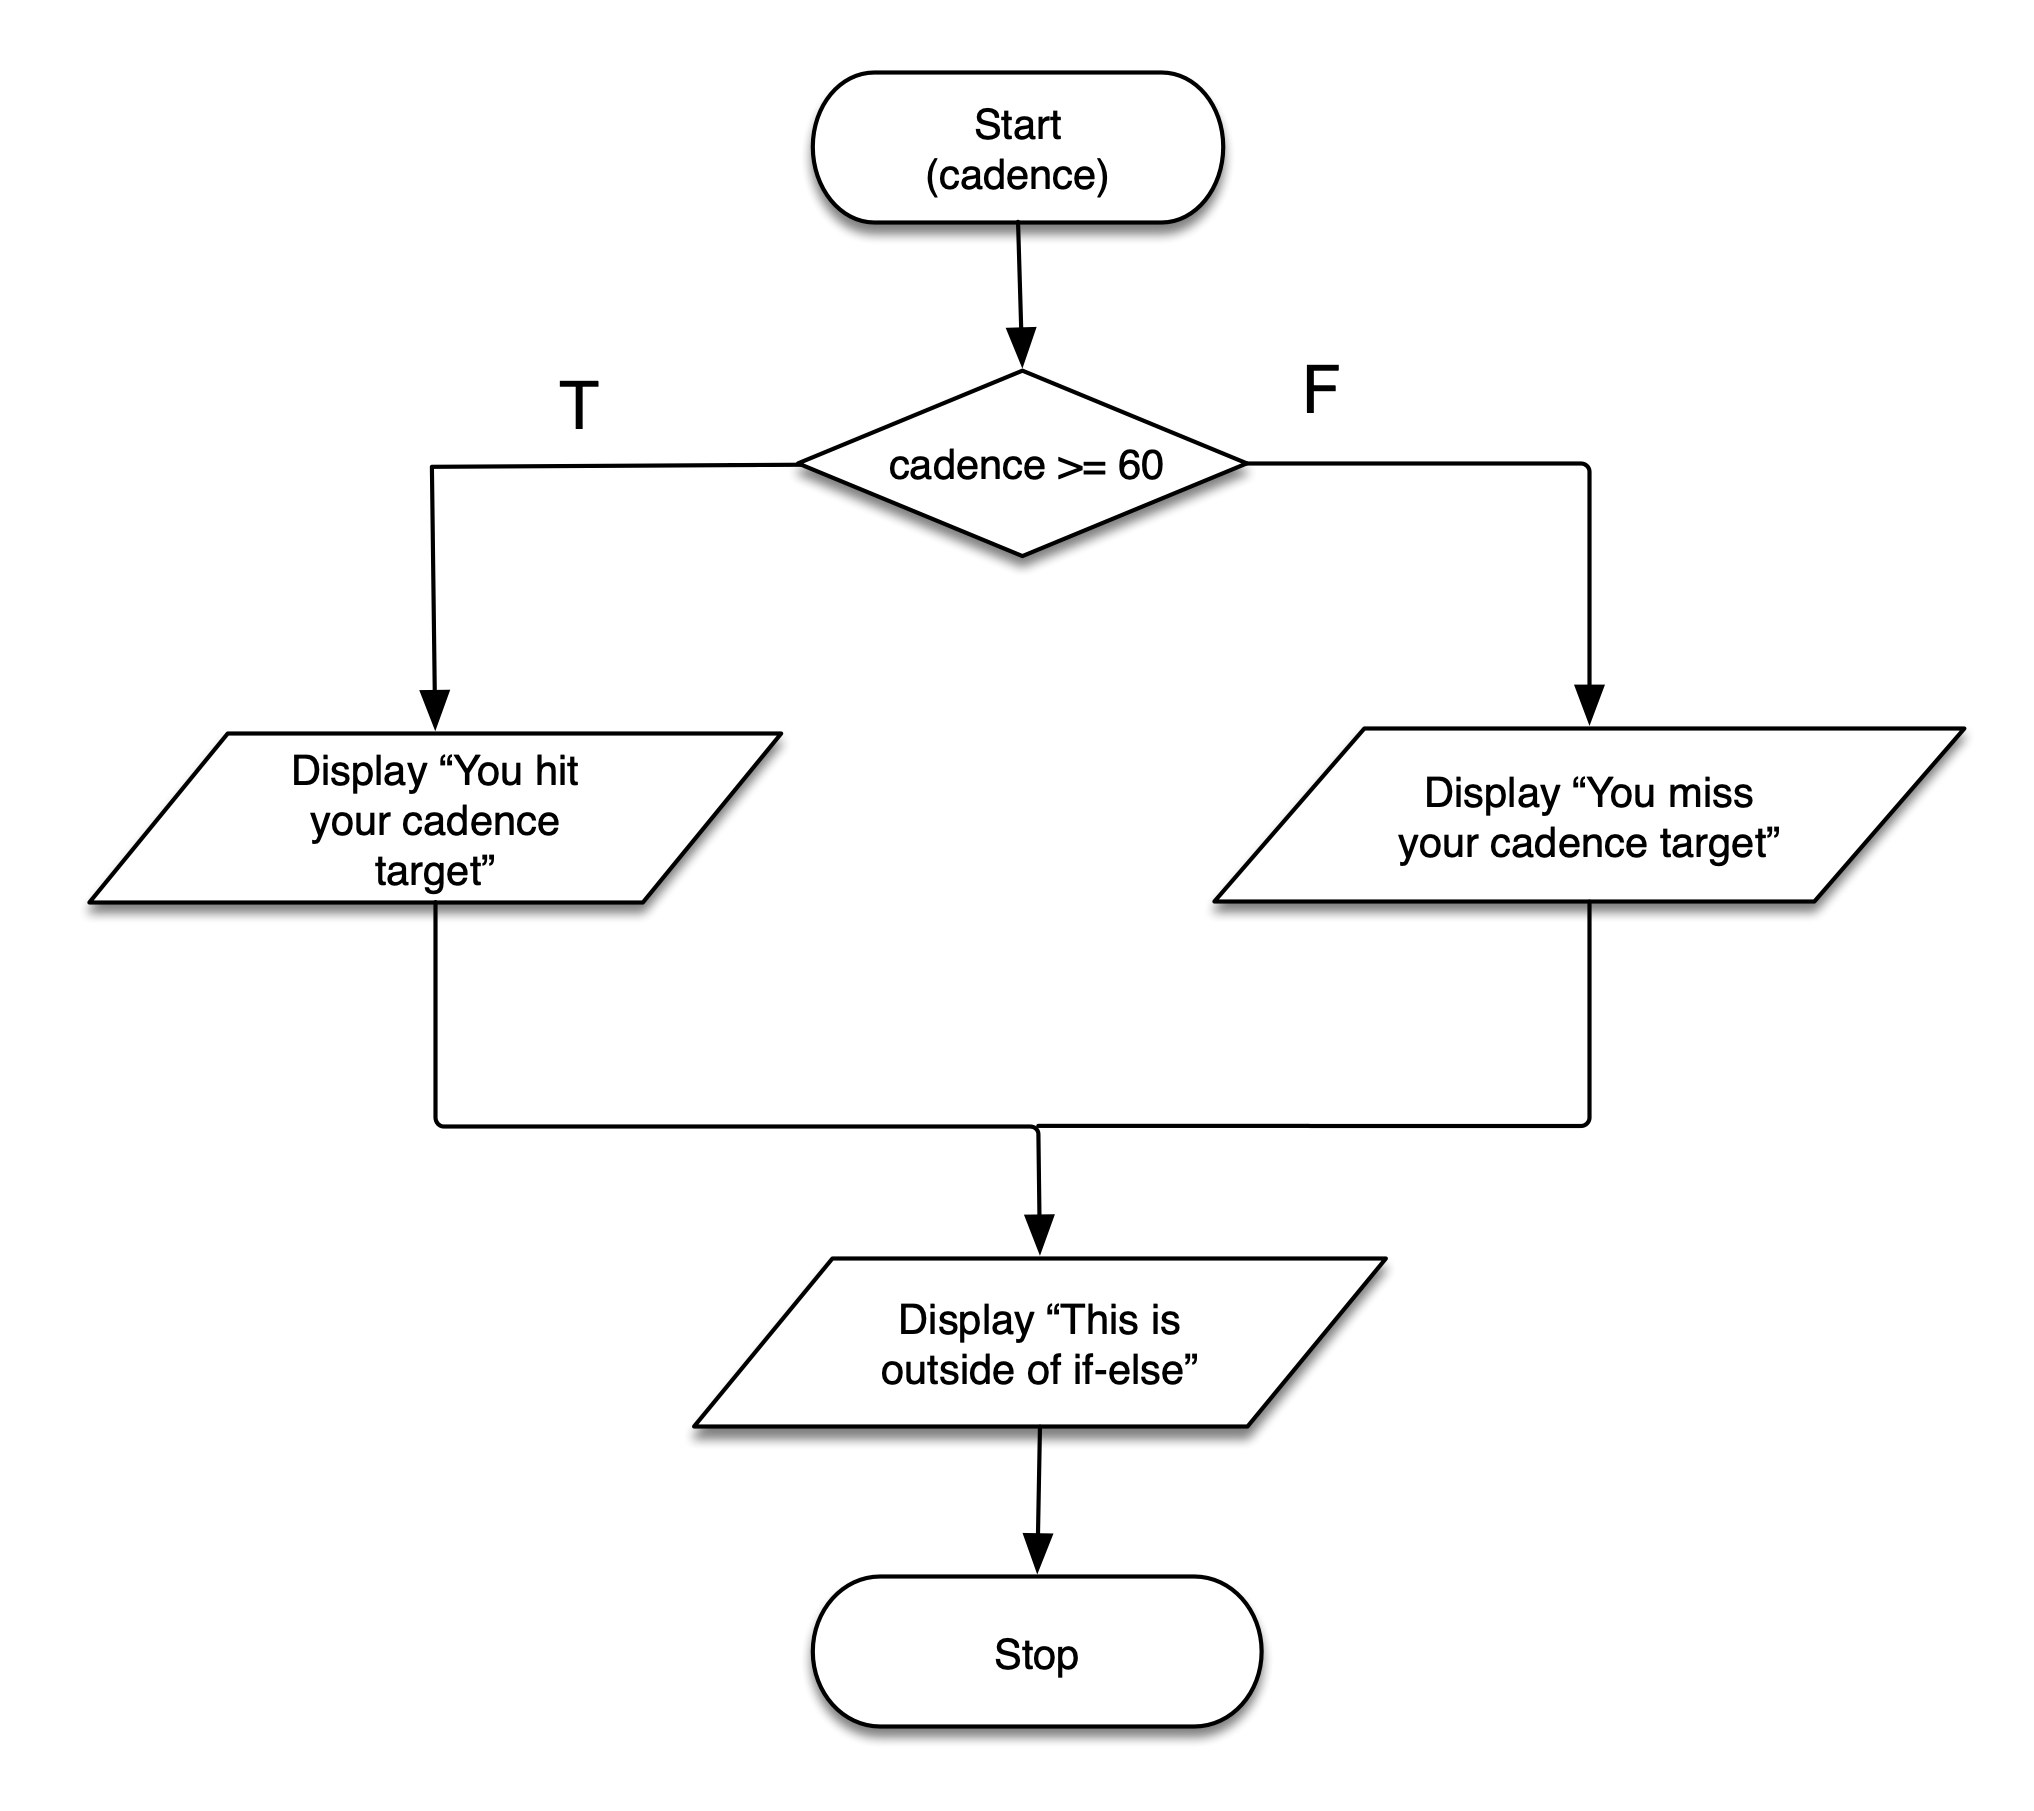 Start
(cadence)
T
F
cadence >= 60
Display “You hit
your cadence
target”
Display “You miss
your cadence target”
Display “This is
outside of if-else”
Stop